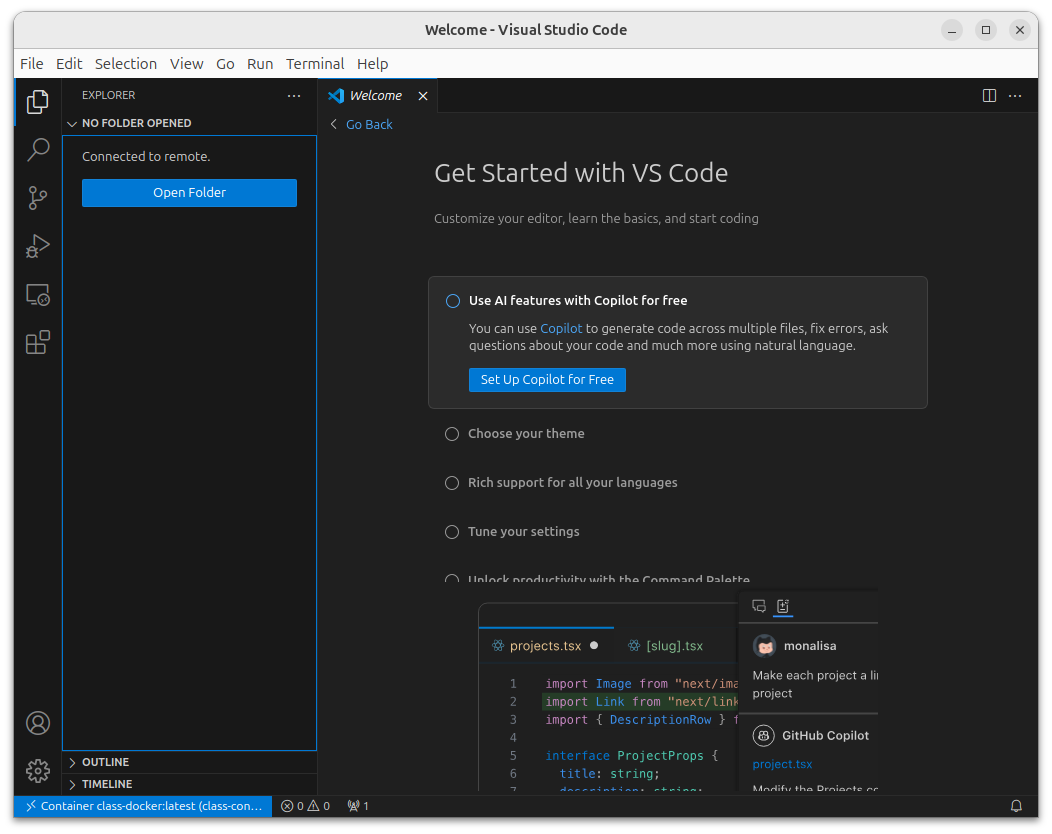 Welcome - Visual Studio Code
File Edit Selection View Go Run Terminal Help
EXPLORER
NO FOLDER OPENED
Connected to remote.
Open Folder
OUTLINE
TIMELINE
Welcome
Go Back
Get Started with VS Code
Customize your editor, learn the basics, and start coding
Use AI features with Copilot for free
You can use Copilot to generate code across multiple files, fix errors, ask
questions about your code and much more using natural language.
Set Up Copilot for Free
Choose your theme
Rich support for all your languages
Tune your settings
Unlock productivity with the Command Palette
projects.tsx [slug].tsx
1 import Image from "next/ima
2 import Link from "next/link
3 import { DescriptionRow } f
4
5 interface ProjectProps {
6 title: string;
7 description: string;
monalisa
Make each project a lin
project
GitHub Copilot
project.tsx
Modify the Projects co
Container class-docker:latest (class-con... 0 0 1